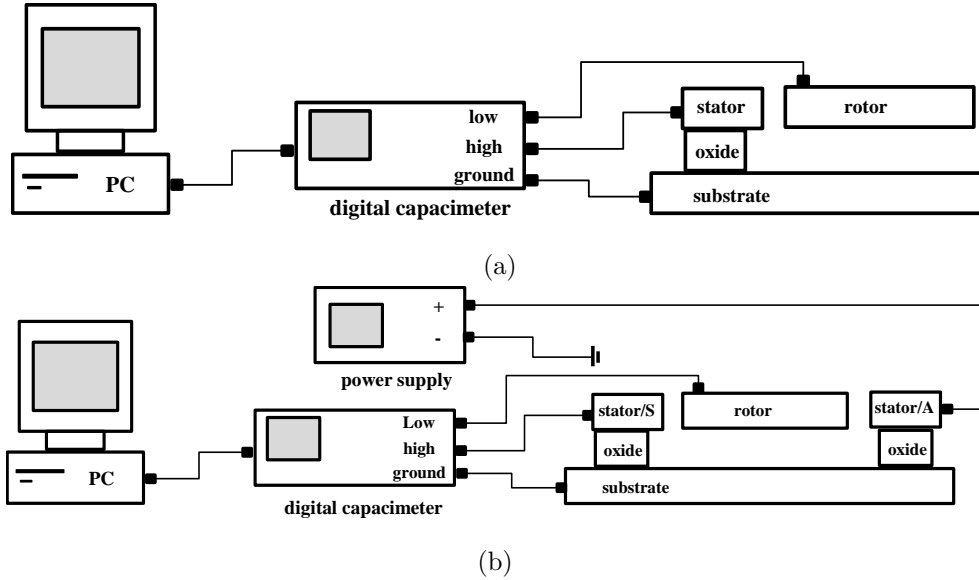 low
stator
rotor
high
oxide
PC
ground
substrate
digital capacimeter
(a)
+
-
power supply
Low
stator/S
rotor
stator/A
high
oxide
oxide
PC
ground
substrate
digital capacimeter
(b)